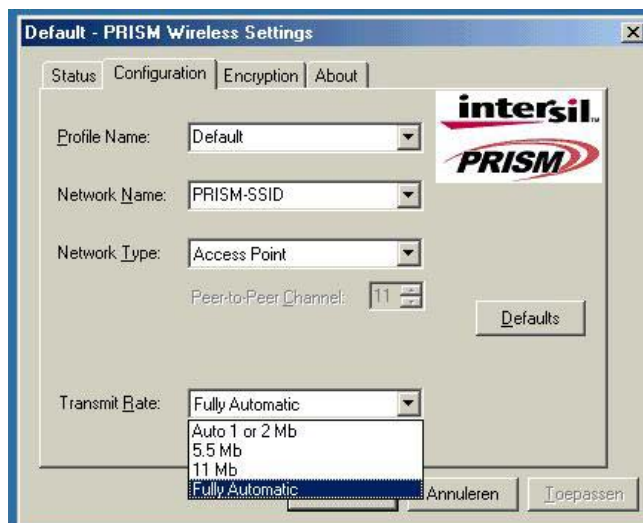 Default - PRISM Wireless Settings
Status Configuration Encryption About
intersil
PRISM
Profile Name: Default
Network Name: PRISM-SSID
Network Type: Access Point
Peer-to-Peer Channel: 11
Defaults
Transmit Rate: Fully Automatic
Auto 1 or 2 Mb
5.5 Mb
11 Mb
Fully Automatic
Annuleren Toepassen